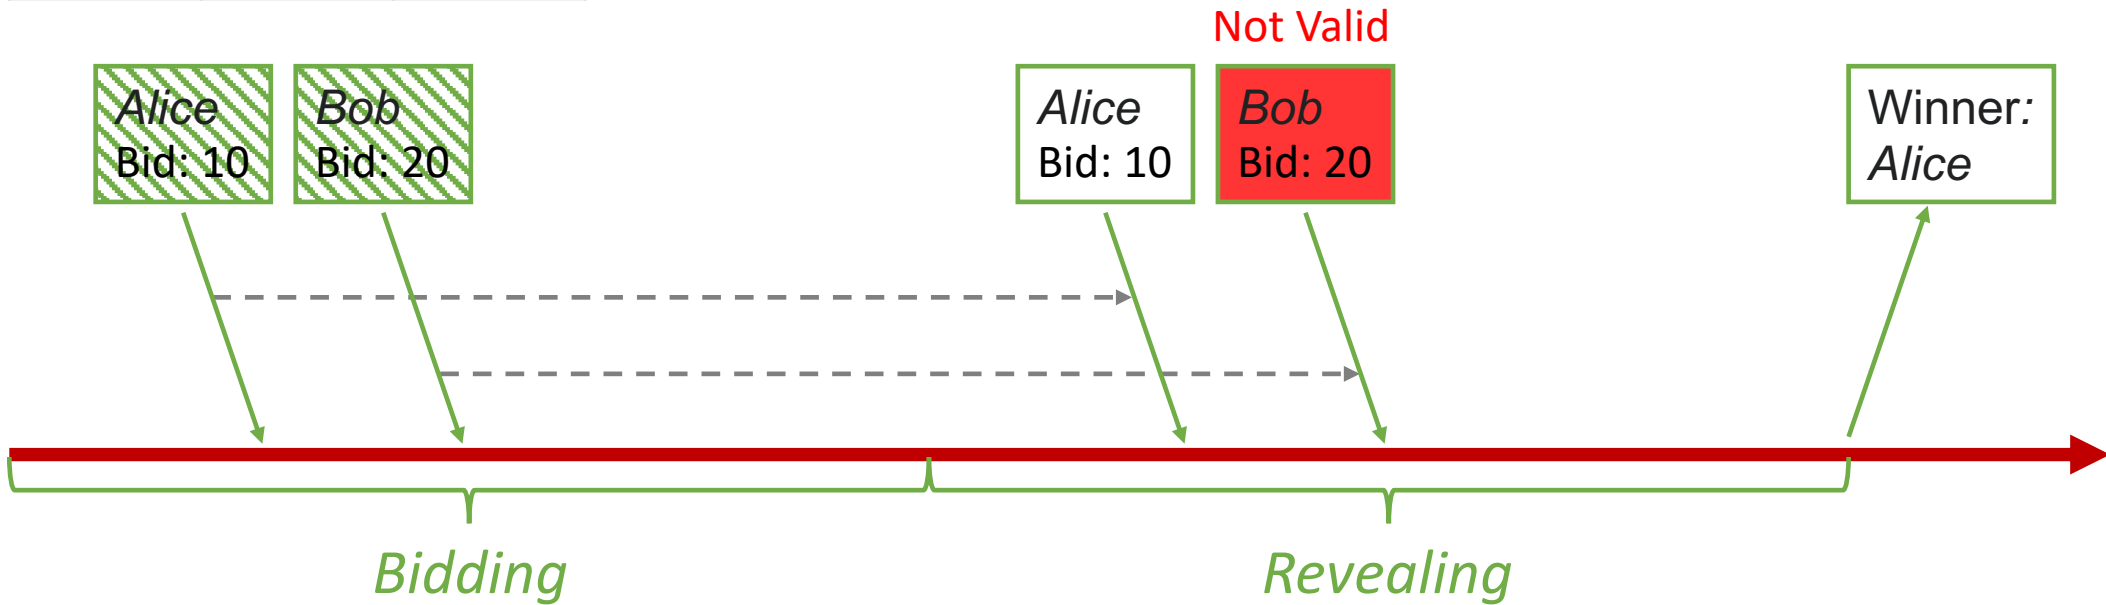 Not Valid
Alice
Bid: 10
Bob
Bid: 20
Alice
Bid: 10
Bob
Bid: 20
Winner:
Alice
Bidding
Revealing